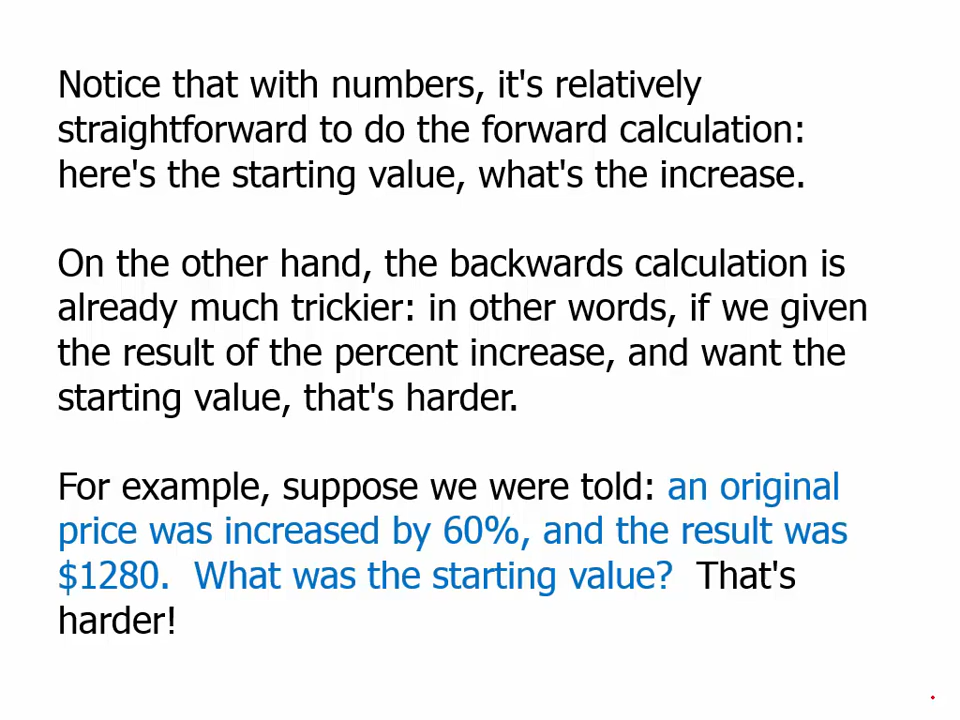 Notice that with numbers, it's relatively
straightforward to do the forward calculation:
here's the starting value, what's the increase.
On the other hand, the backwards calculation is
already much trickier: in other words, if we given
the result of the percent increase, and want the
starting value, that's harder.
For example, suppose we were told: an original
price was increased by 60%, and the result was
$1280.  What was the starting value?  That's
harder!